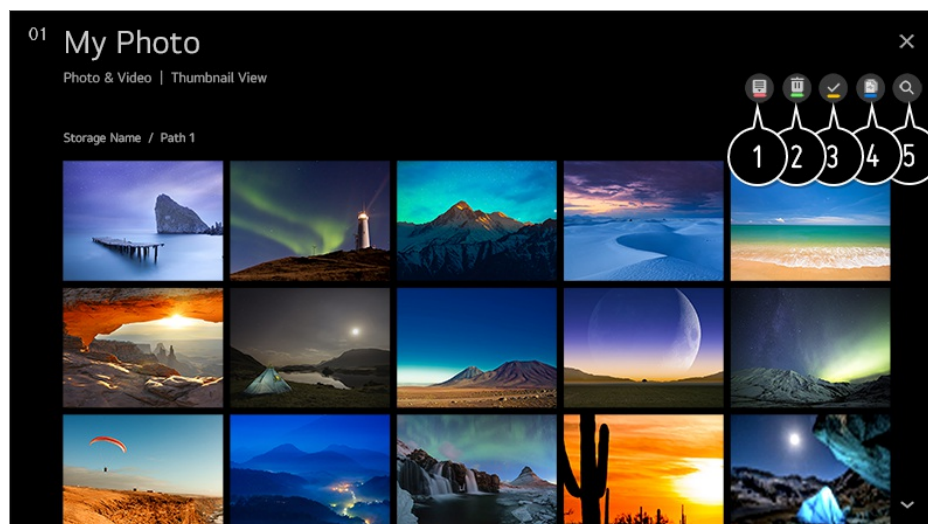 01
My Photo
Photo & Video | Thumbnail View
Storage Name / Path 1
1 2 3 4 5